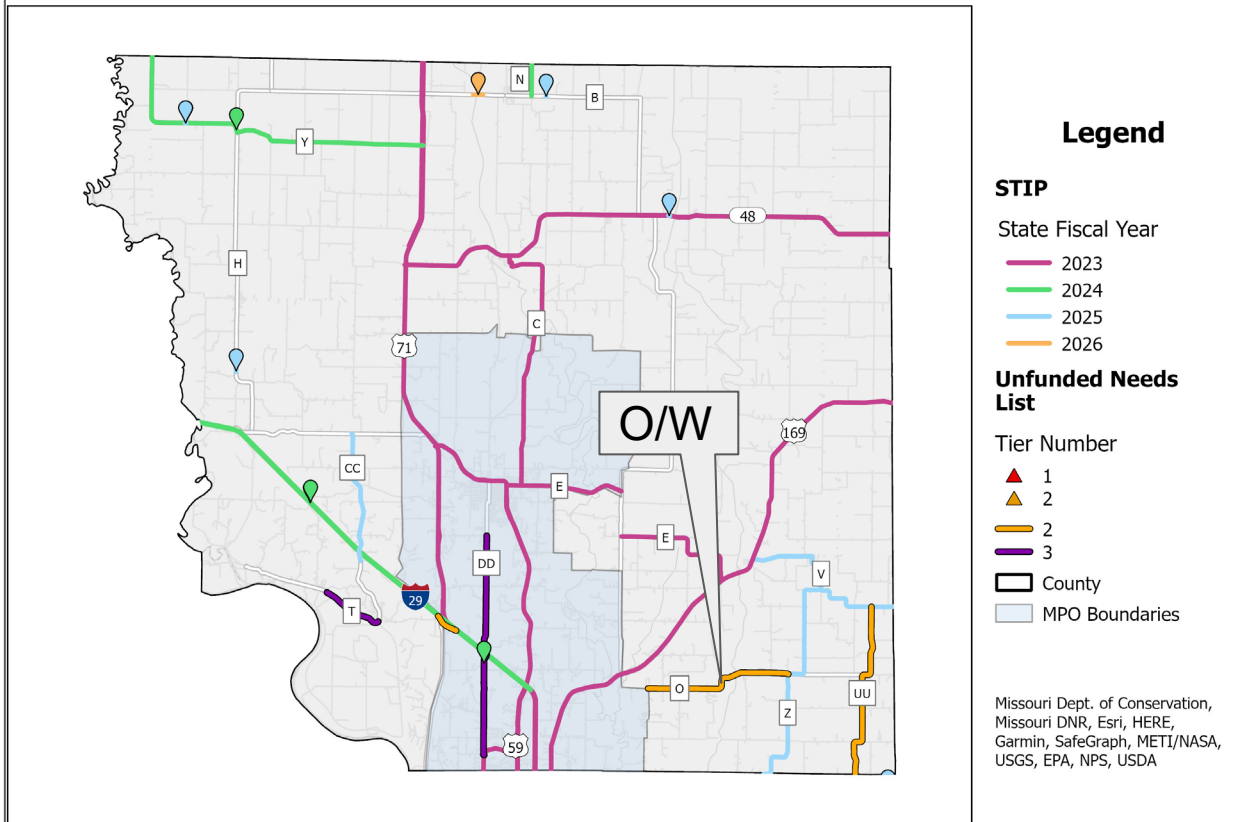 N
B
Y
48
H
C
71
O/W
169
CC
E
E
DD
V
29
T
O
UU
Z
59
Legend
STIP
State Fiscal Year
2023
2024
2025
2026
Unfunded Needs
List
Tier Number
1
2
2
3
County
MPO Boundaries
Missouri Dept. of Conservation,
Missouri DNR, Esri, HERE,
Garmin, SafeGraph, METI/NASA,
USGS, EPA, NPS, USDA